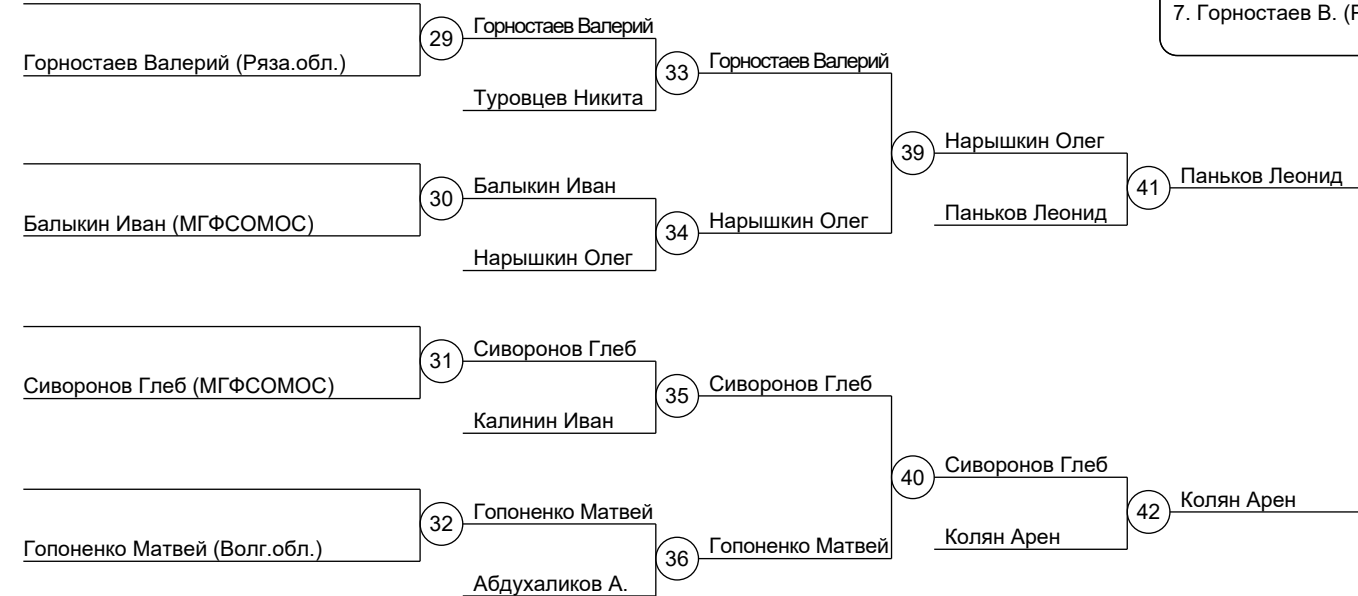 7. Горностаев В. (
29
Горностаев Валерий
Горностаев Валерий (Ряза.обл.)
33
Горностаев Валерий
Туровцев Никита
39
Нарышкин Олег
30
Балыкин Иван
41
Паньков Леонид
Балыкин Иван (МГФСОМОС)
34
Нарышкин Олег
Паньков Леонид
Нарышкин Олег
31
Сиворонов Глеб
Сиворонов Глеб (МГФСОМОС)
35
Сиворонов Глеб
Калинин Иван
40
Сиворонов Глеб
32
Гопоненко Матвей
42
Колян Арен
Гопоненко Матвей (Волг.обл.)
36
Гопоненко Матвей
Колян Арен
Абдухаликов А.